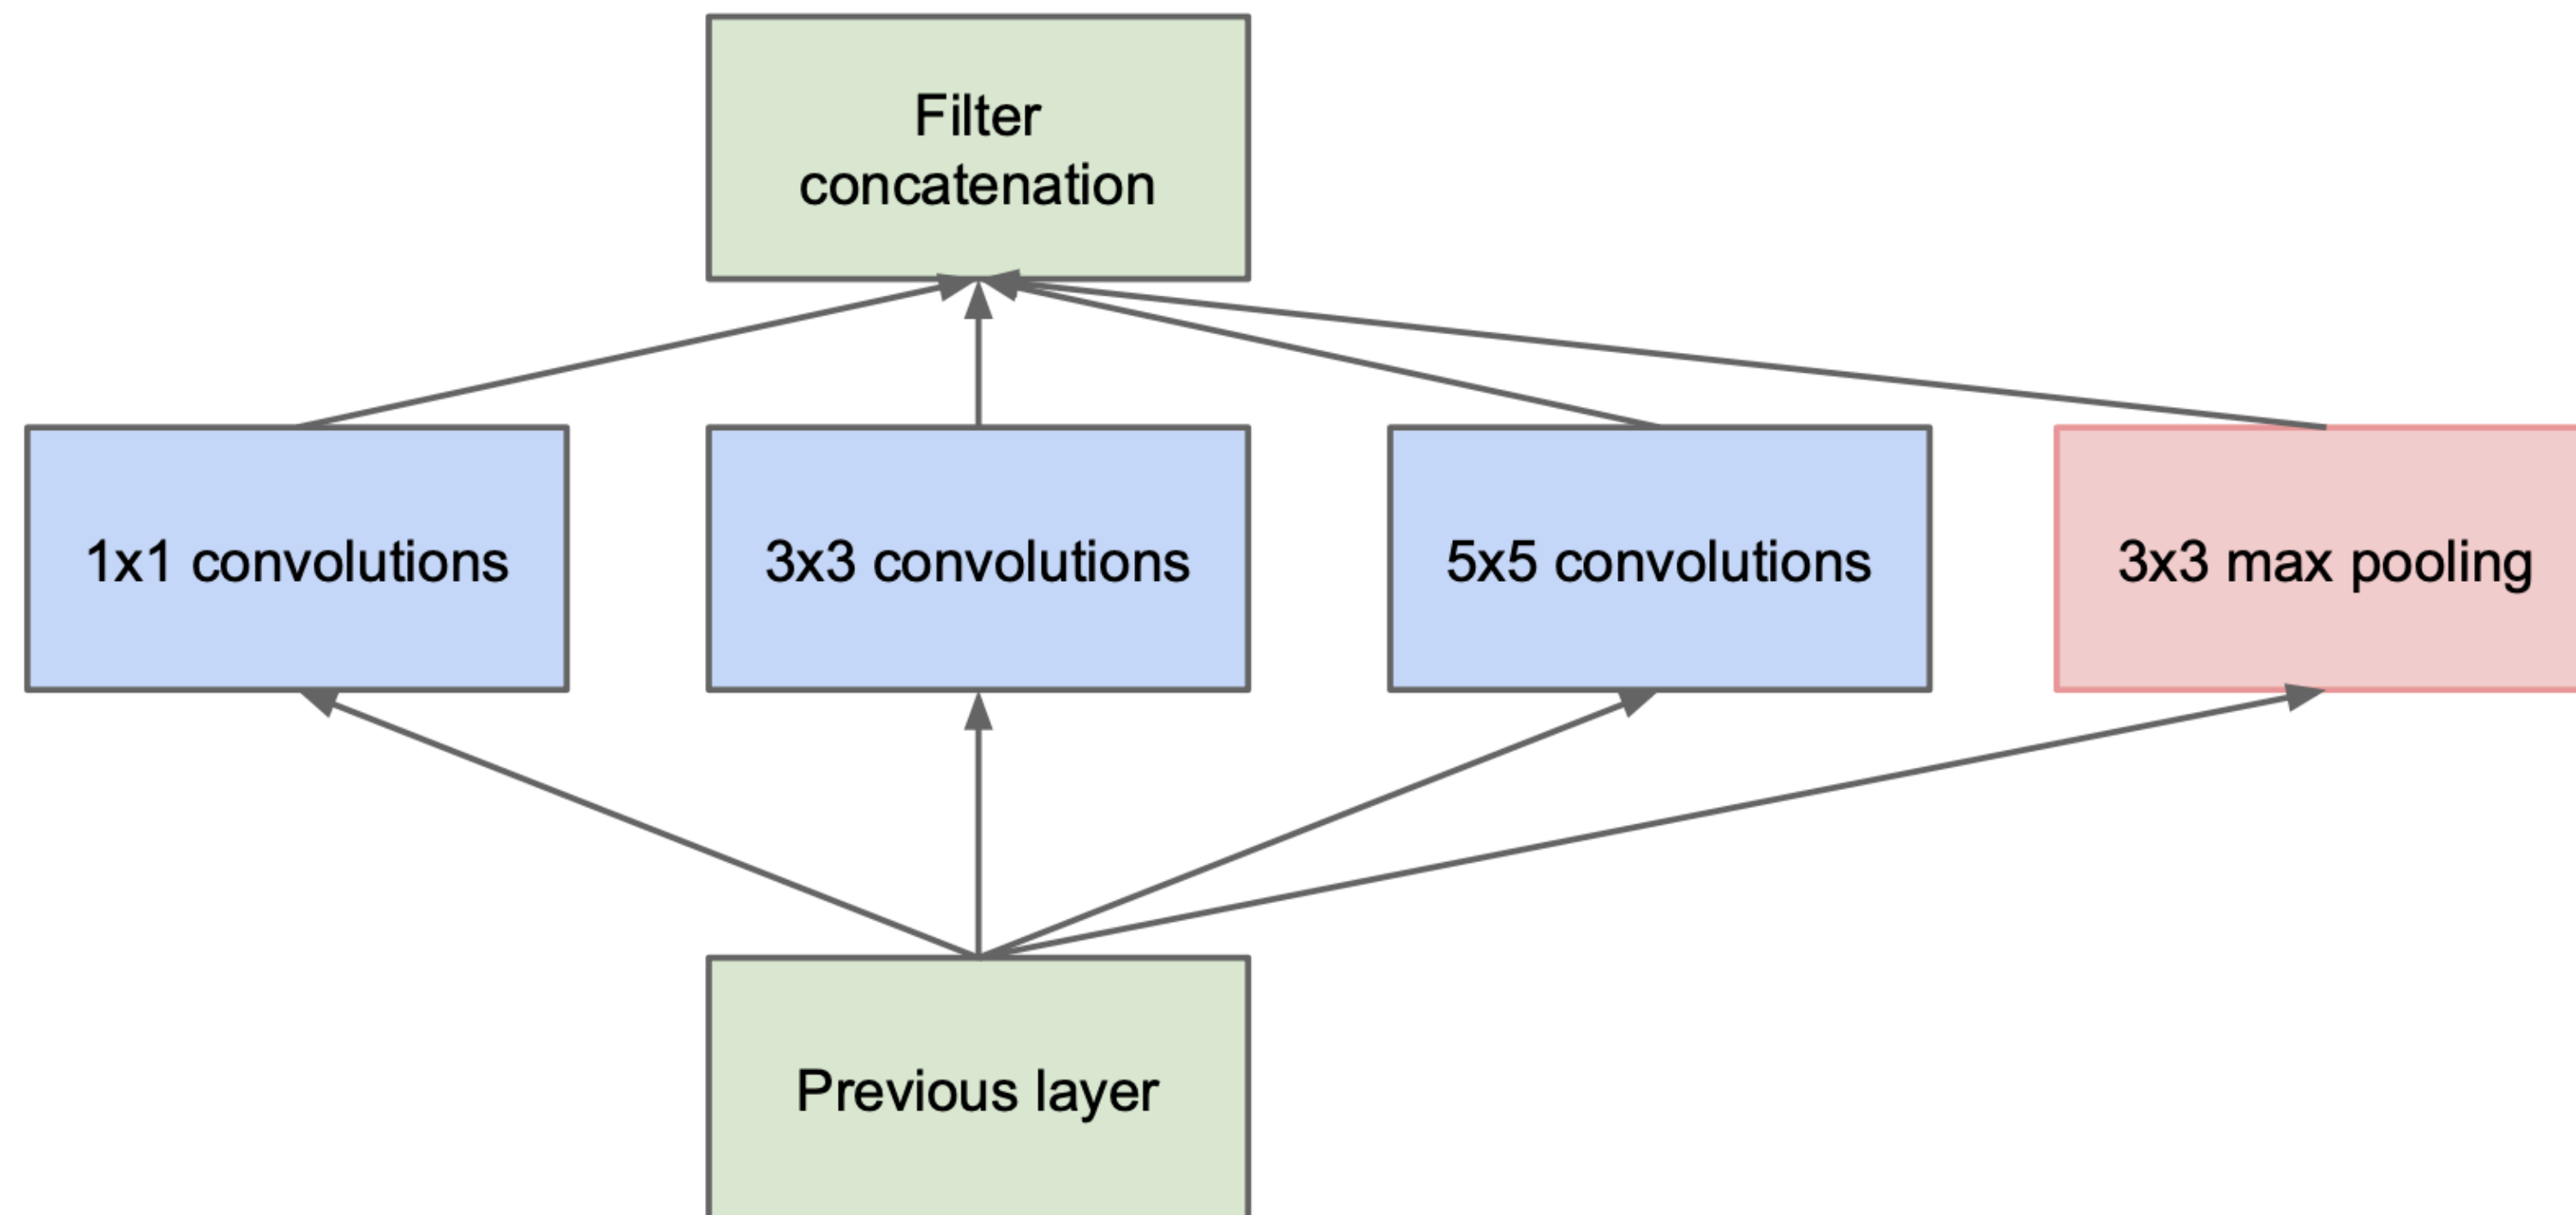 Filter
concatenation
1x1 convolutions
3x3 convolutions
5x5 convolutions
3x3 max pooling
Previous layer